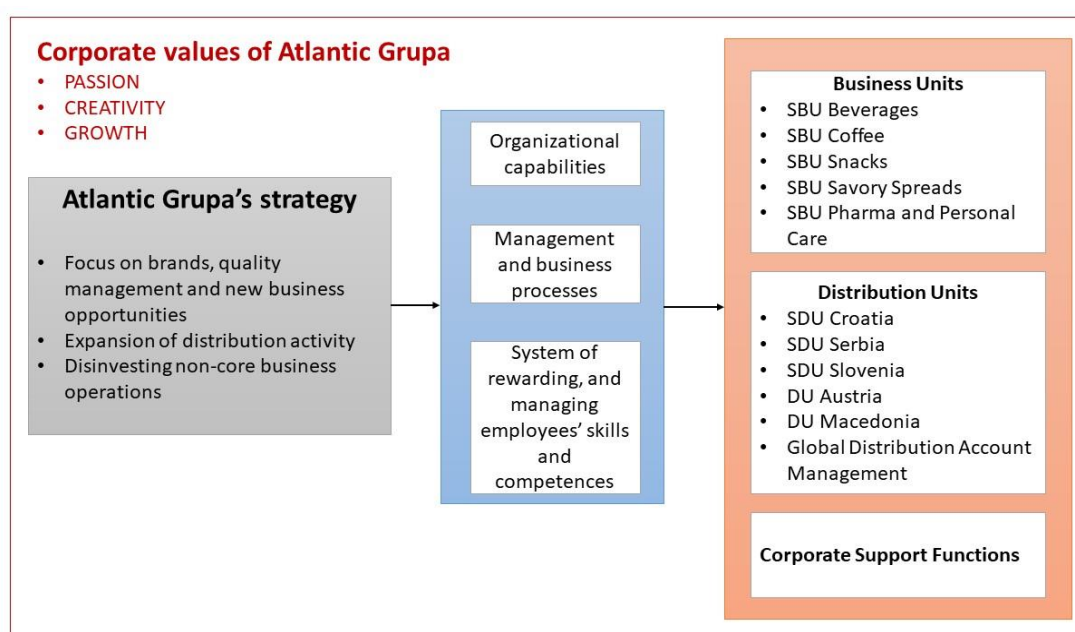 Corporate values of Atlantic Grupa
• PASSION
• CREATIVITY
• GROWTH
Atlantic Grupa’s strategy
• Focus on brands, quality
management and new business
opportunities
• Expansion of distribution activity
• Disinvesting non-core business
operations
Organizational
capabilities
Management
and business
processes
System of
rewarding, and
managing
employees’ skills
and
competences
Business Units
• SBU Beverages
• SBU Coffee
• SBU Snacks
• SBU Savory Spreads
• SBU Pharma and Personal
Care
Distribution Units
• SDU Croatia
• SDU Serbia
• SDU Slovenia
• DU Austria
• DU Macedonia
• Global Distribution Account
Management
Corporate Support Functions